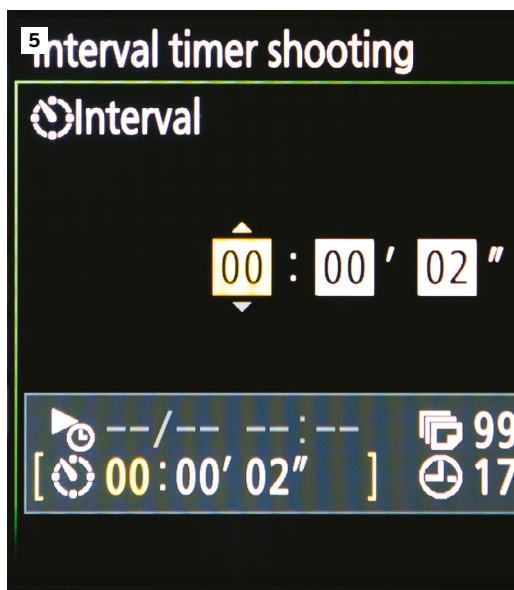 5
Interval timer shooting
Interval
00 : 00 ' 02 "
--/-- --:-- 99
[ 00:00' 02" ] 17